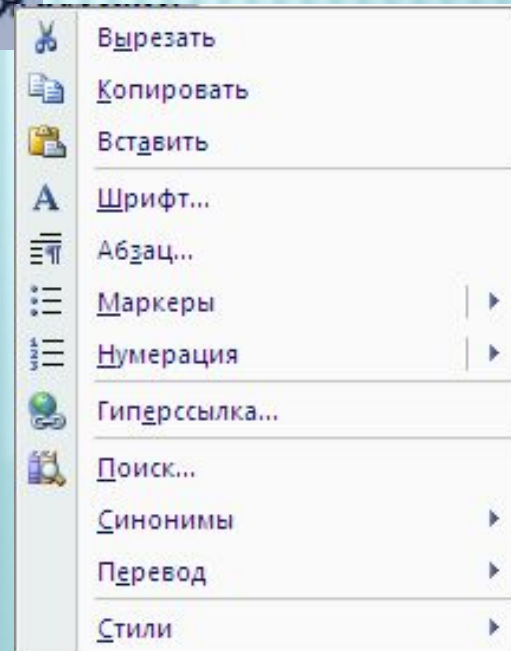 Вырезать
Копировать
Вставить
Шрифт...
Абзац...
Маркеры
Нумерация
Гиперссылка...
Поиск...
Синонимы
Перевод
Стили